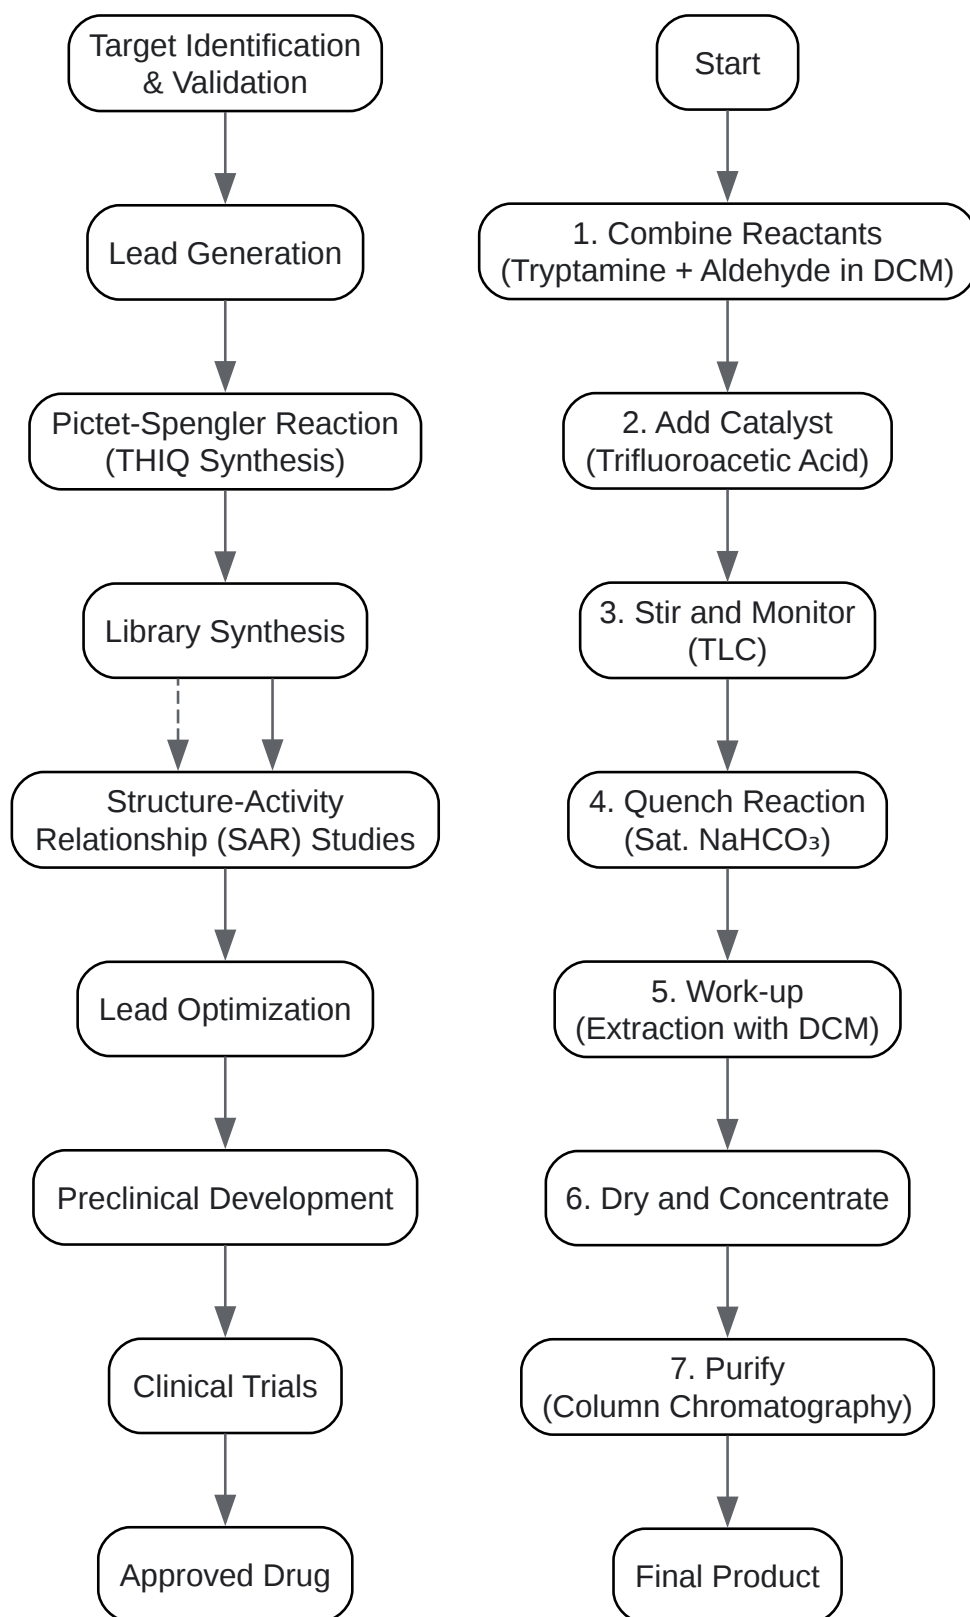 Target Identification
& Validation
Lead Generation
Pictet-Spengler Reaction
(THIQ Synthesis)
Library Synthesis
Structure-Activity
Relationship (SAR) Studies
Lead Optimization
Preclinical Development
Clinical Trials
Approved Drug
Start
1. Combine Reactants
(Tryptamine + Aldehyde in DCM)
2. Add Catalyst
(Trifluoroacetic Acid)
3. Stir and Monitor
(TLC)
4. Quench Reaction
(Sat. NaHCO₃)
5. Work-up
(Extraction with DCM)
6. Dry and Concentrate
7. Purify
(Column Chromatography)
Final Product